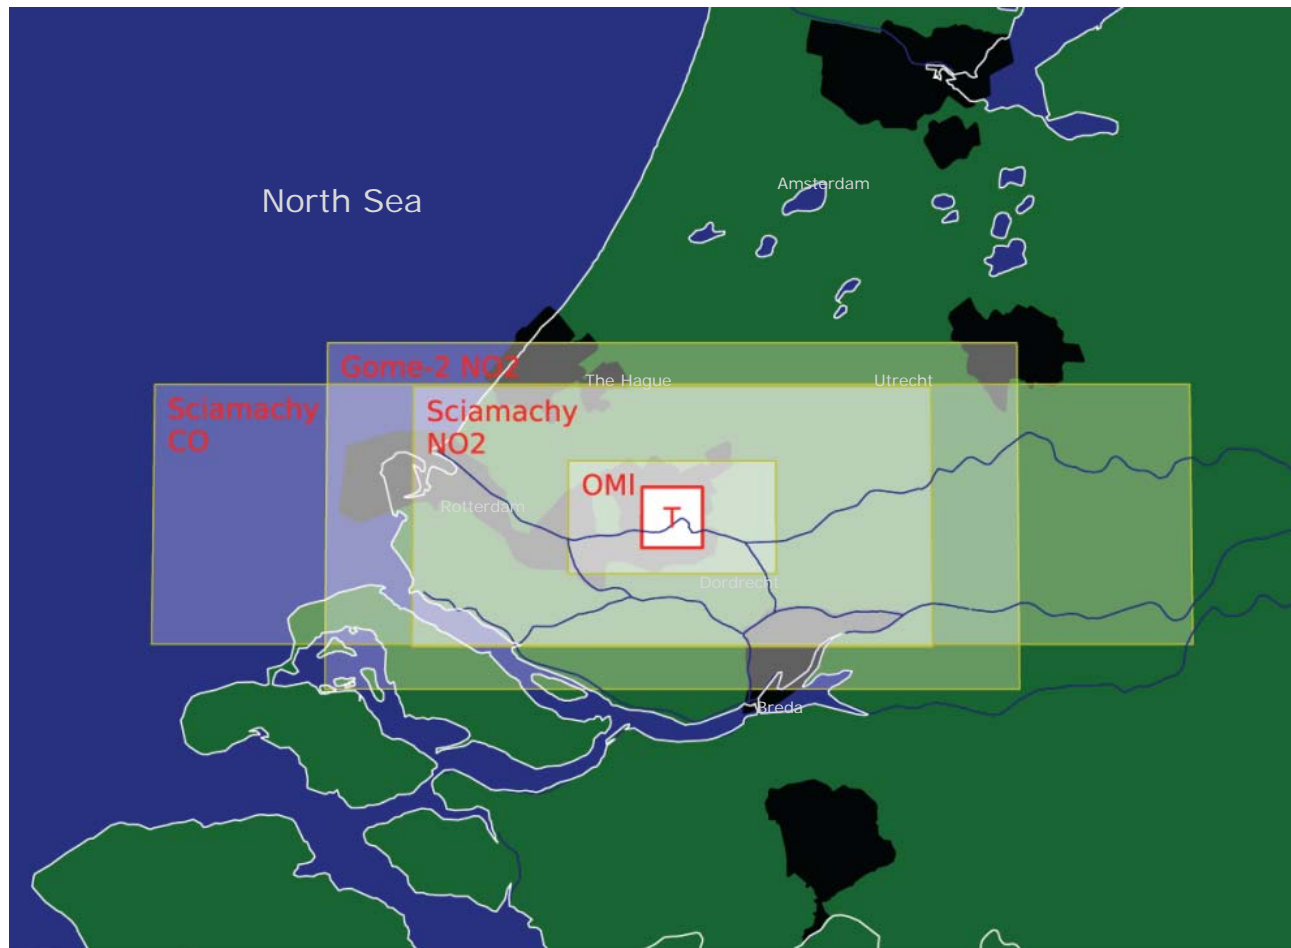 Amsterdam
North Sea
Gome-2 NO2
The Hague
Utrecht
Sciamachy
CO
Sciamachy
NO2
OMI
Rotterdam
T
Dordrecht
Breda